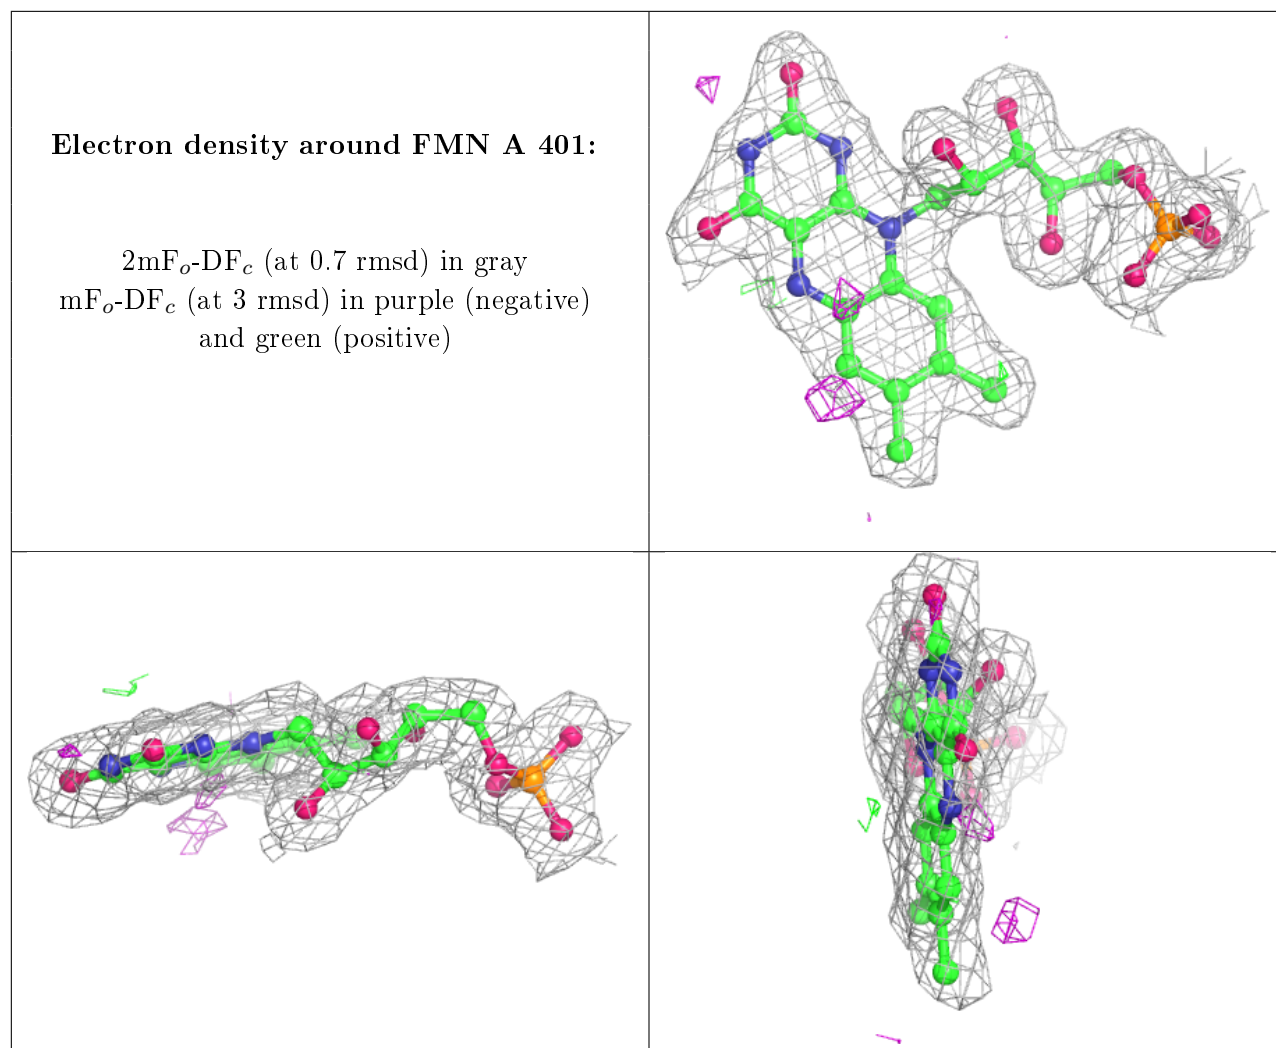 Electron density around FMN A 401:
2mFₒ-DF𝒸 (at 0.7 rmsd) in gray
mFₒ-DF𝒸 (at 3 rmsd) in purple (negative)
and green (positive)